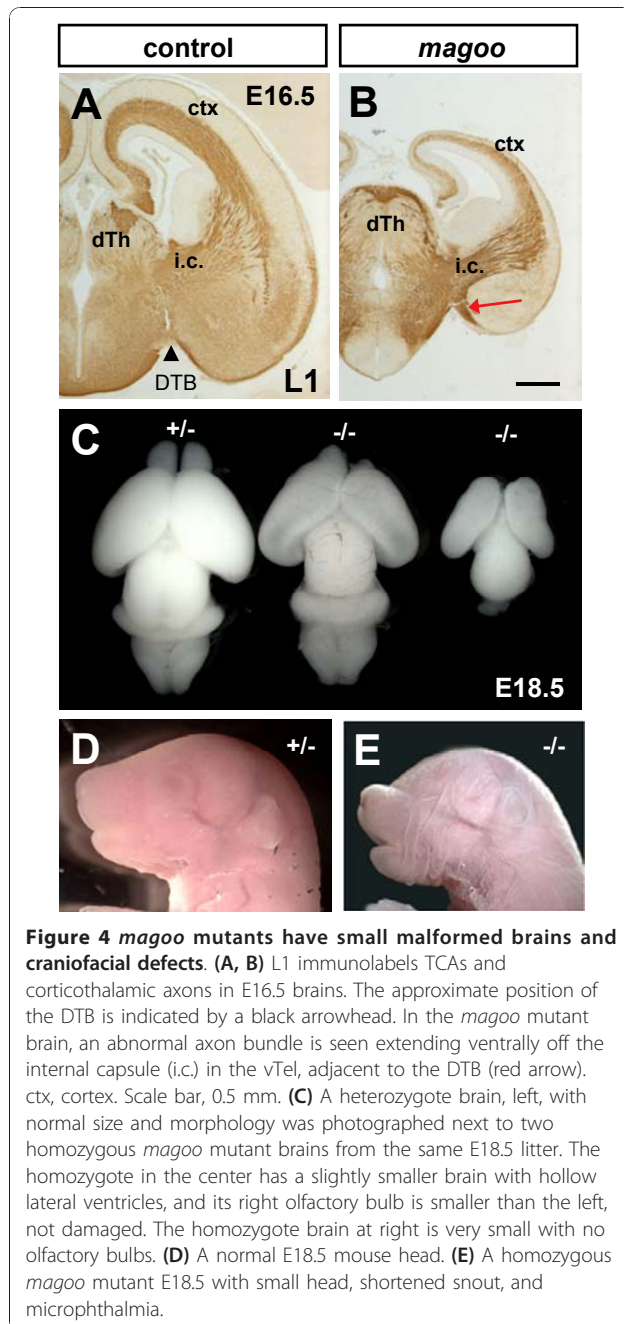 control
magoo
A
E16.5
ctx
dTh
i.c.
DTB
L1
B
ctx
dTh
i.c.
C
+/-
-/-
-/-
E18.5
D
+/-
E
-/-
Figure 4 magoo mutants have small malformed brains and
craniofacial defects. (A, B) L1 immunolabels TCAs and
corticothalamic axons in E16.5 brains. The approximate position of
the DTB is indicated by a black arrowhead. In the magoo mutant
brain, an abnormal axon bundle is seen extending ventrally off the
internal capsule (i.c.) in the vTel, adjacent to the DTB (red arrow).
ctx, cortex. Scale bar, 0.5 mm. (C) A heterozygote brain, left, with
normal size and morphology was photographed next to two
homozygous magoo mutant brains from the same E18.5 litter. The
homozygote in the center has a slightly smaller brain with hollow
lateral ventricles, and its right olfactory bulb is smaller than the left,
not damaged. The homozygote brain at right is very small with no
olfactory bulbs. (D) A normal E18.5 mouse head. (E) A homozygous
magoo mutant E18.5 with small head, shortened snout, and
microphthalmia.